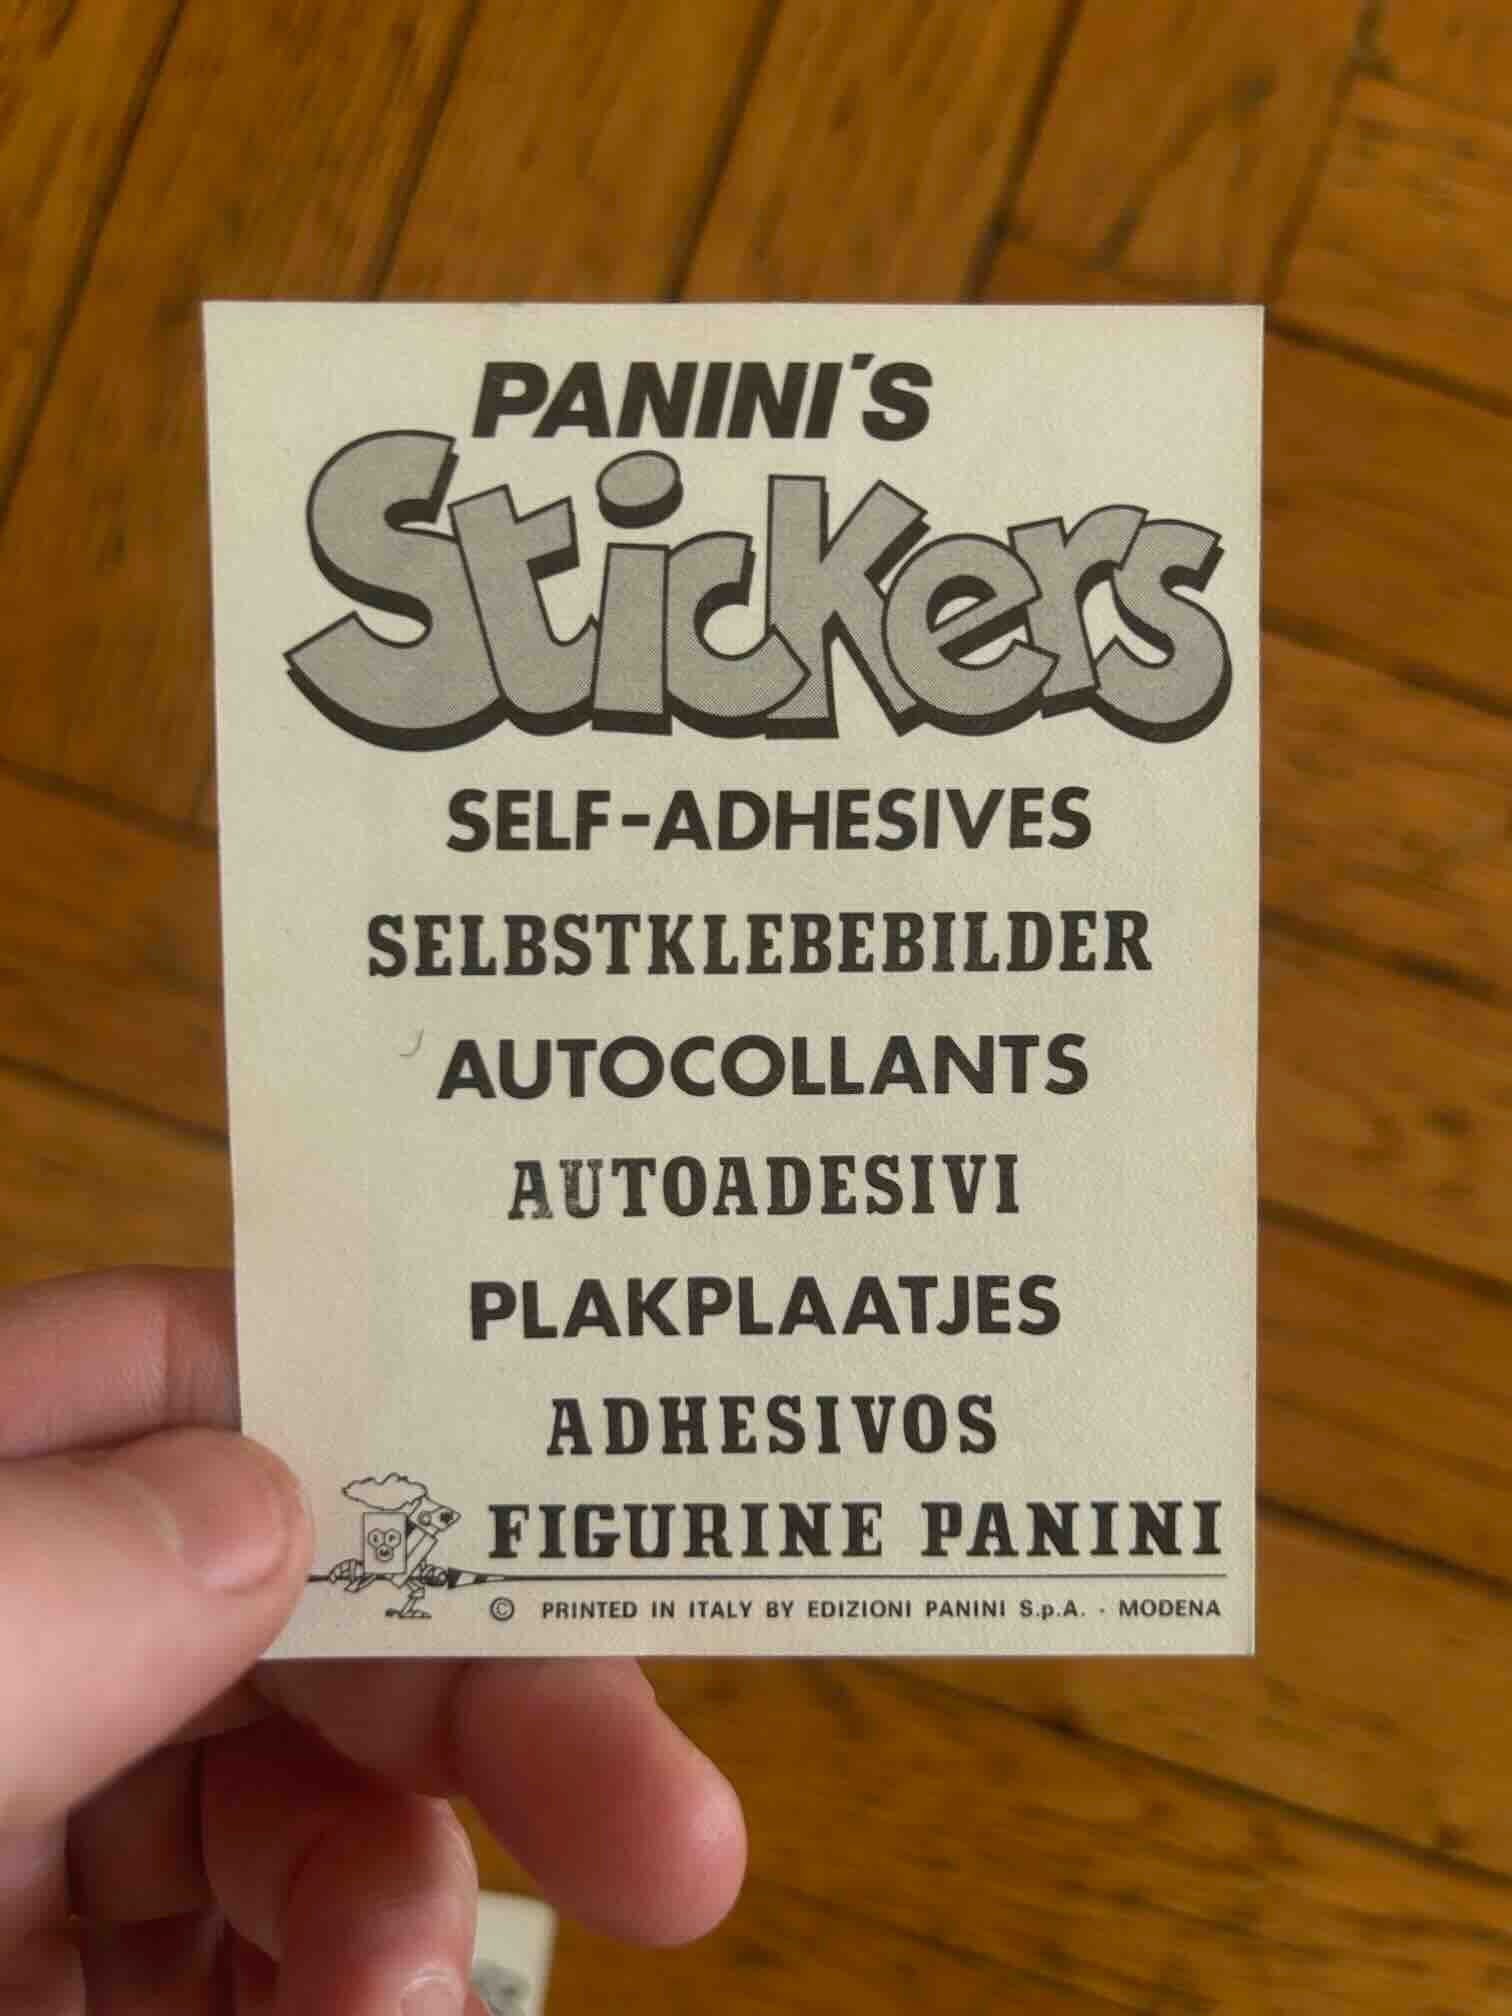 PANINI´S
Stickers
SELF-ADHESIVES
SELBSTKLEBEBILDER
AUTOCOLLANTS
AUTOADESIVI
PLAKPLAATJES
ADHESIVOS
FIGURINE PANINI
© PRINTED IN ITALY BY EDIZIONI PANINI S.p.A. - MODENA